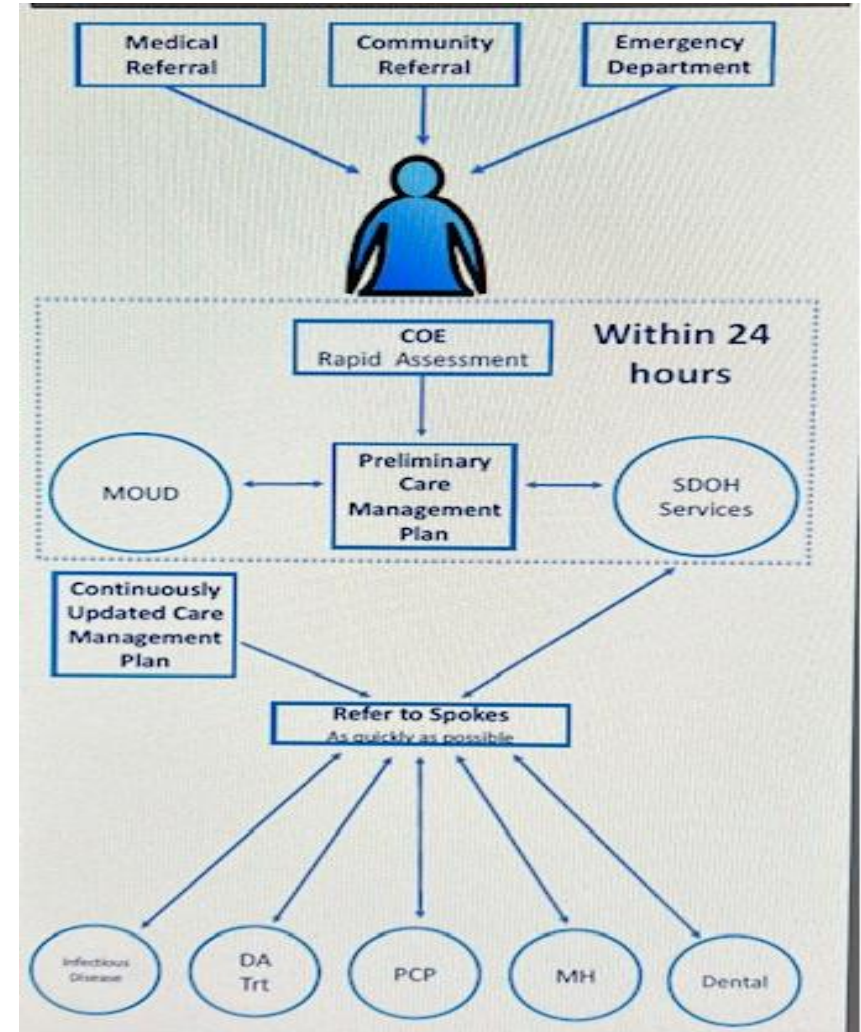 Medical
Referral
Community
Referral
Emergency
Department
COE
Rapid Assessment
Within 24
hours
MOUD
Preliminary
Care
Management
Plan
SDOH
Services
Continuously
Updated Care
Management
Plan
Refer to Spokes
As quickly as possible
Infectious
Disease
DA
Trt
PCP
MH
Dental